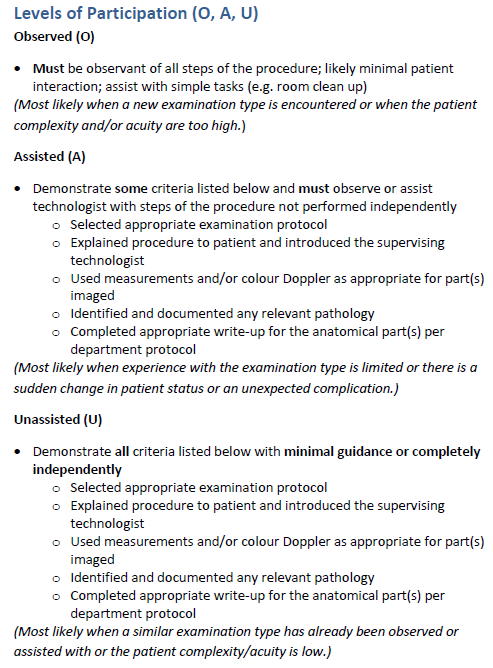 Levels of Participation (O, A, U)
Observed (O)
• Must be observant of all steps of the procedure; likely minimal patient
interaction; assist with simple tasks (e.g. room clean up)
(Most likely when a new examination type is encountered or when the patient
complexity and/or acuity are too high.)
Assisted (A)
• Demonstrate some criteria listed below and must observe or assist
technologist with steps of the procedure not performed independently
o Selected appropriate examination protocol
o Explained procedure to patient and introduced the supervising
technologist
o Used measurements and/or colour Doppler as appropriate for part(s)
imaged
o Identified and documented any relevant pathology
o Completed appropriate write-up for the anatomical part(s) per
department protocol
(Most likely when experience with the examination type is limited or there is a
sudden change in patient status or an unexpected complication.)
Unassisted (U)
• Demonstrate all criteria listed below with minimal guidance or completely
independently
o Selected appropriate examination protocol
o Explained procedure to patient and introduced the supervising
technologist
o Used measurements and/or colour Doppler as appropriate for part(s)
imaged
o Identified and documented any relevant pathology
o Completed appropriate write-up for the anatomical part(s) per
department protocol
(Most likely when a similar examination type has already been observed or
assisted with or the patient complexity/acuity is low.)